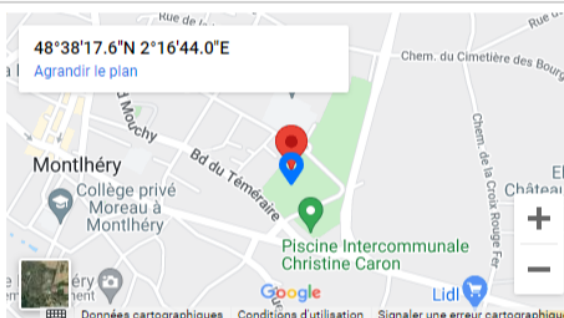 Rue de
Rue
48°38'17.6"N 2°16'44.0"E
Agrandir le plan
Chem. du Cimetière des Bourg
d Mouchy
Chem. de la Croix Rouge Fer
Montlhéry
Bd du Téméraire
Collège privé
Moreau à
Montlhéry
Château
+
Piscine Intercommunale
Christine Caron
−
Google
Lidl
Données cartographiques Conditions d'utilisation Signaler une erreur cartographique